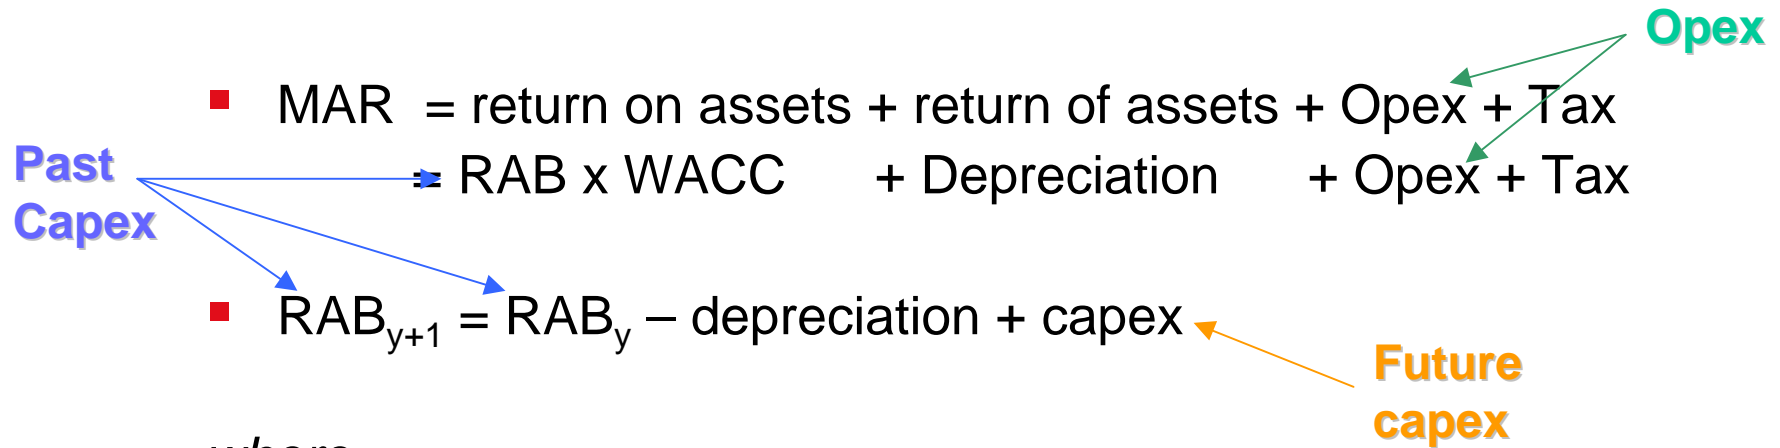 Opex
MAR = return on assets + return of assets + Opex + Tax
Past
Capex
= RAB x WACC + Depreciation + Opex + Tax
RABy+1 = RABy – depreciation + capex
Future
capex
where